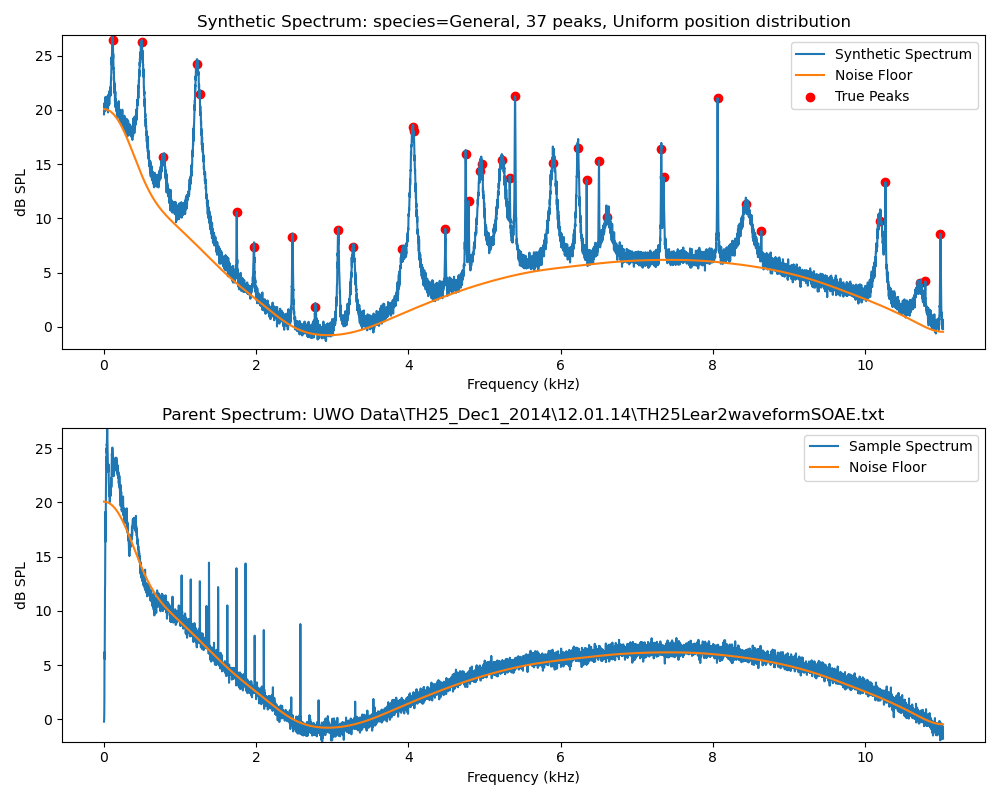 Synthetic Spectrum: species=General, 37 peaks, Uniform position distribution
dB SPL
25
20
15
10
5
0
Synthetic Spectrum
Noise Floor
True Peaks
0 2 4 6 8 10
Frequency (kHz)
Parent Spectrum: UWO Data\TH25_Dec1_2014\12.01.14\TH25Lear2waveformSOAE.txt
dB SPL
25
20
15
10
5
0
Sample Spectrum
Noise Floor
0 2 4 6 8 10
Frequency (kHz)